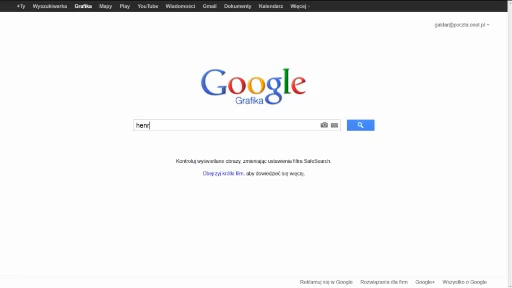 +Ty Wyszukiwarka Grafika Mapy Play YouTube Wiadomości Gmail Dokumenty Kalendarz Więcej
Google
Grafika
henr
Kontroluj wyświetlane obrazy, zmieniając ustawienia filtra SafeSearch.
Obejrzyj krótki film, aby dowiedzieć się więcej.
Reklamuj się w Google Rozwiązania dla firm Google+ Wszystko o Google